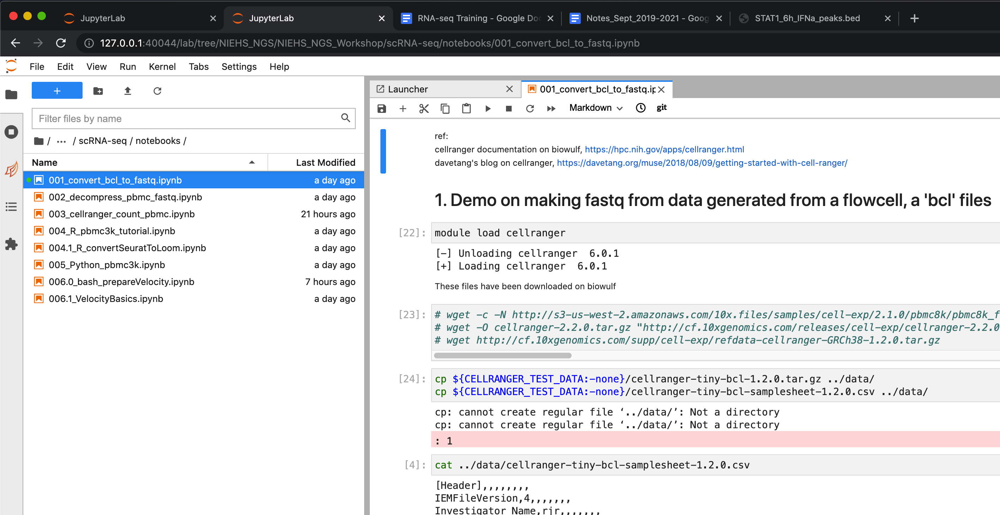 JupyterLab
JupyterLab
RNA-seq Training - Google Doc
Notes_Sept_2019-2021 - Goog
STAT1_6h_IFNa_peaks.bed
127.0.0.1:40044/lab/tree/NIEHS_NGS/NIEHS_NGS_Workshop/scRNA-seq/notebooks/001_convert_bcl_to_fastq.ipynb
File Edit View Run Kernel Tabs Settings Help
Filter files by name
/ ... / scRNA-seq / notebooks /
Name Last Modified
001_convert_bcl_to_fastq.ipynb a day ago
002_decompress_pbmc_fastq.ipynb a day ago
003_cellranger_count_pbmc.ipynb 21 hours ago
004_R_pbmc3k_tutorial.ipynb a day ago
004.1_R_convertSeuratToLoom.ipynb a day ago
005_Python_pbmc3k.ipynb a day ago
006.0_bash_prepareVelocity.ipynb 7 hours ago
006.1_VelocityBasics.ipynb a day ago
Launcher
001_convert_bcl_to_fastq.ip
Markdown git
ref:
cellranger documentation on biowulf, https://hpc.nih.gov/apps/cellranger.html
davetang's blog on cellranger, https://davetang.org/muse/2018/08/09/getting-started-with-cell-ranger/
1. Demo on making fastq from data generated from a flowcell, a 'bcl' files
[22]: module load cellranger
[-] Unloading cellranger  6.0.1
[+] Loading cellranger  6.0.1
These files have been downloaded on biowulf
[23]: # wget -c -N http://s3-us-west-2.amazonaws.com/10x.files/samples/cell-exp/2.1.0/pbmc8k/pbmc8k_f
# wget -O cellranger-2.2.0.tar.gz "http://cf.10xgenomics.com/releases/cell-exp/cellranger-2.2.0
# wget http://cf.10xgenomics.com/supp/cell-exp/refdata-cellranger-GRCh38-1.2.0.tar.gz
[24]: cp ${CELLRANGER_TEST_DATA:-none}/cellranger-tiny-bcl-1.2.0.tar.gz ../data/
cp ${CELLRANGER_TEST_DATA:-none}/cellranger-tiny-bcl-samplesheet-1.2.0.csv ../data/
cp: cannot create regular file ‘../data/’: Not a directory
cp: cannot create regular file ‘../data/’: Not a directory
: 1
[4]: cat ../data/cellranger-tiny-bcl-samplesheet-1.2.0.csv
[Header],,,,,,,,
IEMFileVersion,4,,,,,,,
Investigator Name,rjr,,,,,,,